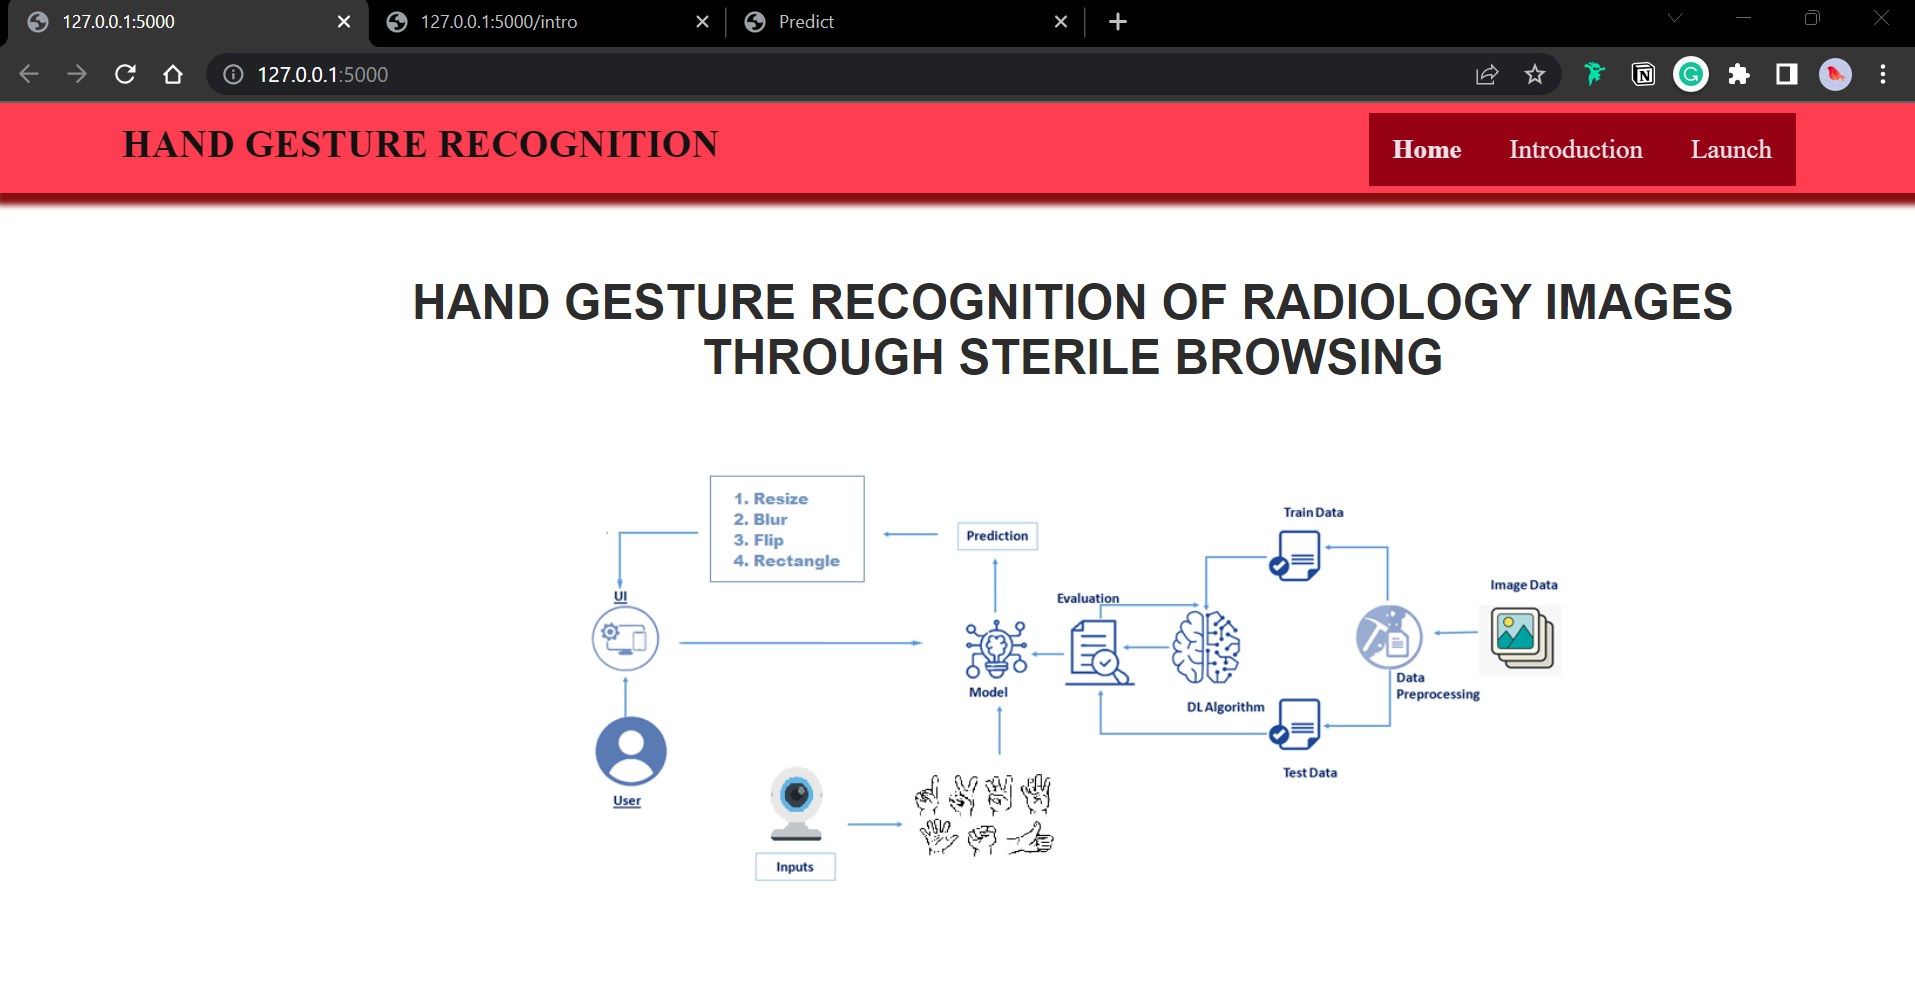 127.0.0.1:5000
127.0.0.1:5000/intro
Predict
127.0.0.1:5000
HAND GESTURE RECOGNITION
Home
Introduction
Launch
HAND GESTURE RECOGNITION OF RADIOLOGY IMAGES
THROUGH STERILE BROWSING
1. Resize
2. Blur
3. Flip
4. Rectangle
Prediction
Train Data
Image Data
UI
Evaluation
Model
DL Algorithm
Data
Preprocessing
Test Data
User
Inputs